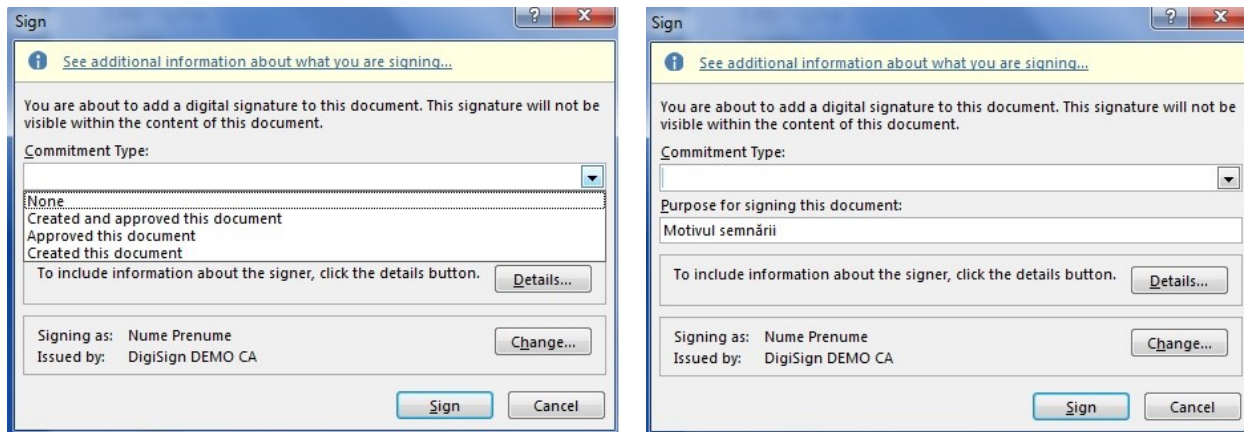 Sign
See additional information about what you are signing...
You are about to add a digital signature to this document. This signature will not be
visible within the content of this document.
Commitment Type:
None
Created and approved this document
Approved this document
Created this document
To include information about the signer, click the details button.
Details...
Signing as: Nume Prenume
Issued by: DigiSign DEMO CA
Change...
Sign
Cancel
Sign
See additional information about what you are signing...
You are about to add a digital signature to this document. This signature will not be
visible within the content of this document.
Commitment Type:
Purpose for signing this document:
Motivul semnării
To include information about the signer, click the details button.
Details...
Signing as: Nume Prenume
Issued by: DigiSign DEMO CA
Change...
Sign
Cancel